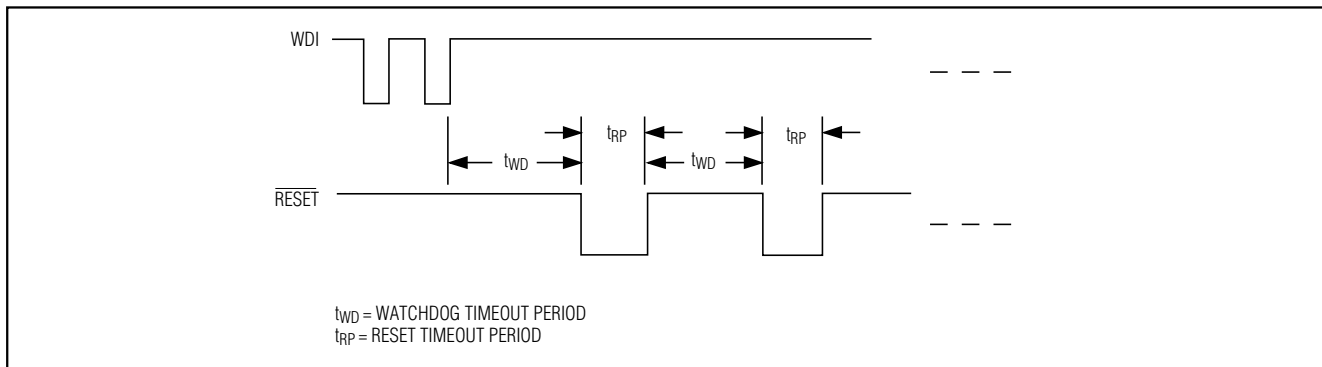 WDI
tRP tRP
tWD tWD
RESET
tWD = WATCHDOG TIMEOUT PERIOD
tRP = RESET TIMEOUT PERIOD